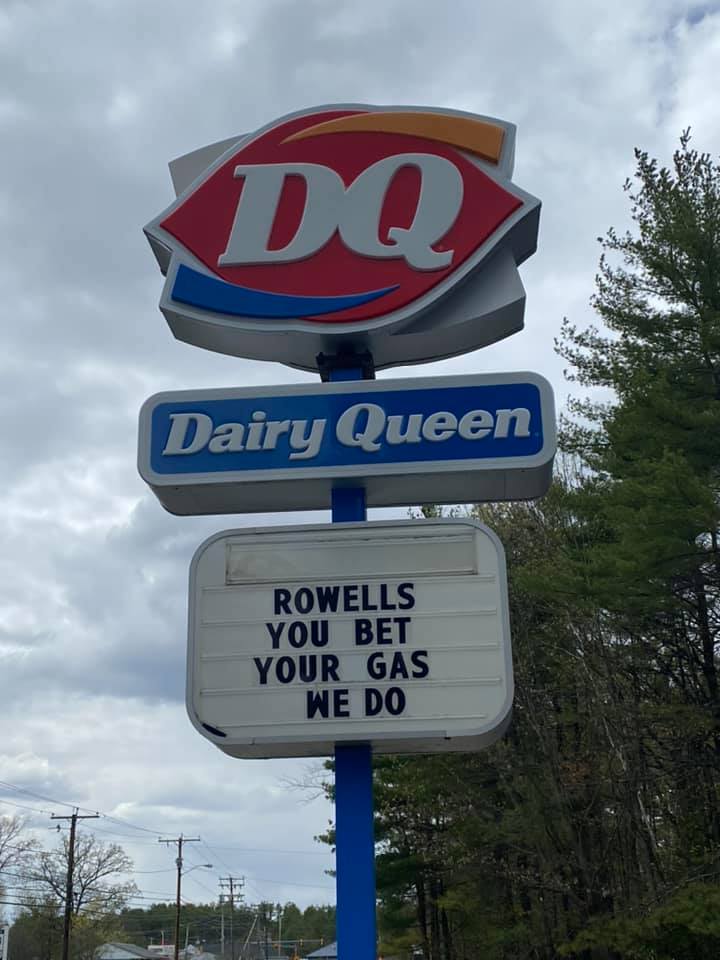 DQ
Dairy Queen
ROWELLS
YOU BET
YOUR GAS
WE DO